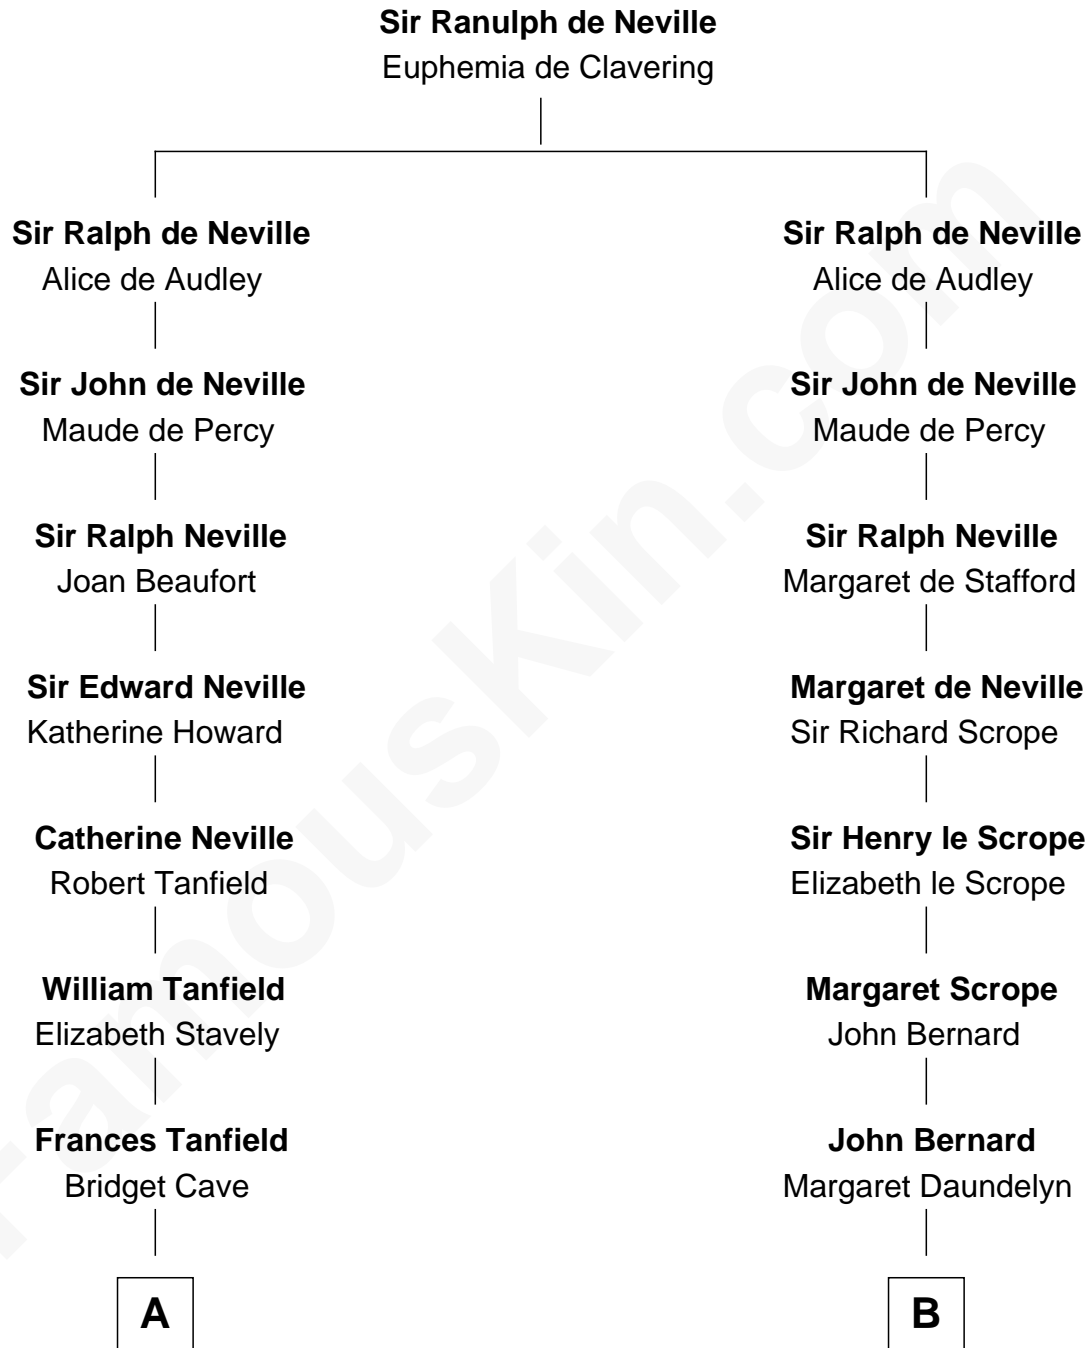 Sir Ranulph de Neville
Euphemia de Clavering
Sir Ralph de Neville
Alice de Audley
Sir John de Neville
Maude de Percy
Sir Ralph Neville
Joan Beaufort
Sir Edward Neville
Katherine Howard
Catherine Neville
Robert Tanfield
William Tanfield
Elizabeth Stavely
Frances Tanfield
Bridget Cave
A
Sir Ralph de Neville
Alice de Audley
Sir John de Neville
Maude de Percy
Sir Ralph Neville
Margaret de Stafford
Margaret de Neville
Sir Richard Scrope
Sir Henry le Scrope
Elizabeth le Scrope
Margaret Scrope
John Bernard
John Bernard
Margaret Daundelyn
B
FamousKin.com